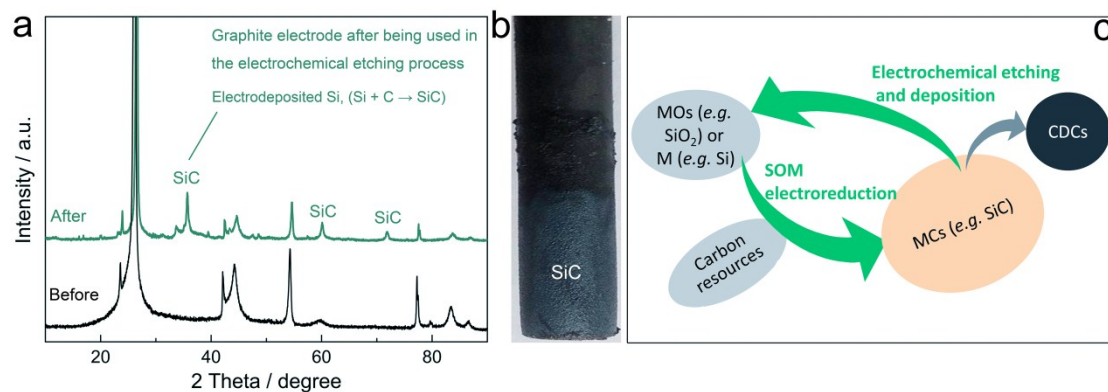 a
Graphite electrode after being used in
the electrochemical etching process
Electrodeposited Si, (Si + C → SiC)
SiC
SiC
SiC
After
Before
Intensity / a.u.
20
40
60
80
2 Theta / degree
b
SiC
c
Electrochemical etching
and deposition
MOs (e.g.
SiO₂) or
M (e.g. Si)
CDCs
SOM
electroreduction
MCs (e.g. SiC)
Carbon
resources